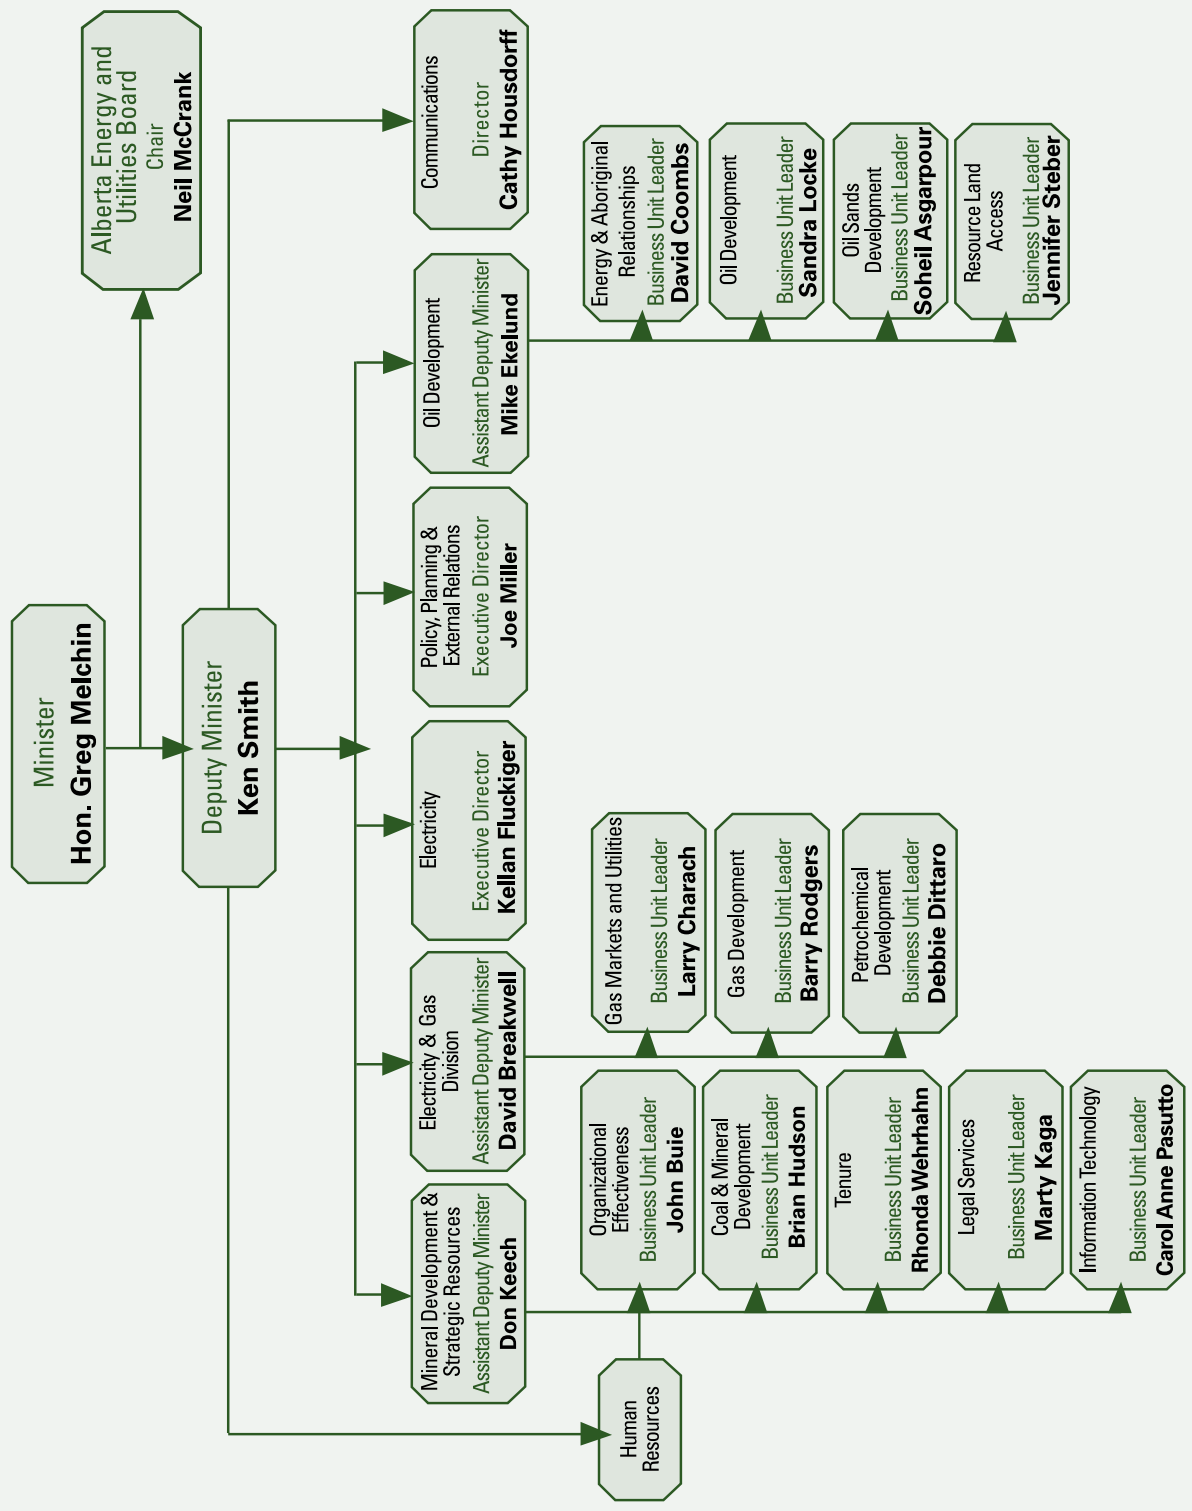 Minister
Hon. Greg Melchin
Alberta Energy and
Utilities Board
Chair
Neil McCrank
Deputy Minister
Ken Smith
Mineral Development &
Strategic Resources
Assistant Deputy Minister
Don Keech
Electricity & Gas
Division
Assistant Deputy Minister
David Breakwell
Electricity
Executive Director
Kellan Fluckiger
Policy, Planning &
External Relations
Executive Director
Joe Miller
Oil Development
Assistant Deputy Minister
Mike Ekelund
Communications
Director
Cathy Housdorff
Human
Resources
Organizational
Effectiveness
Business Unit Leader
John Buie
Coal & Mineral
Development
Business Unit Leader
Brian Hudson
Tenure
Business Unit Leader
Rhonda Wehrhahn
Legal Services
Business Unit Leader
Marty Kaga
Information Technology
Business Unit Leader
Carol Anne Pasutto
Gas Markets and Utilities
Business Unit Leader
Larry Charach
Gas Development
Business Unit Leader
Barry Rodgers
Petrochemical
Development
Business Unit Leader
Debbie Dittaro
Energy & Aboriginal
Relationships
Business Unit Leader
David Coombs
Oil Development
Business Unit Leader
Sandra Locke
Oil Sands
Development
Business Unit Leader
Soheil Asgarpour
Resource Land
Access
Business Unit Leader
Jennifer Steber